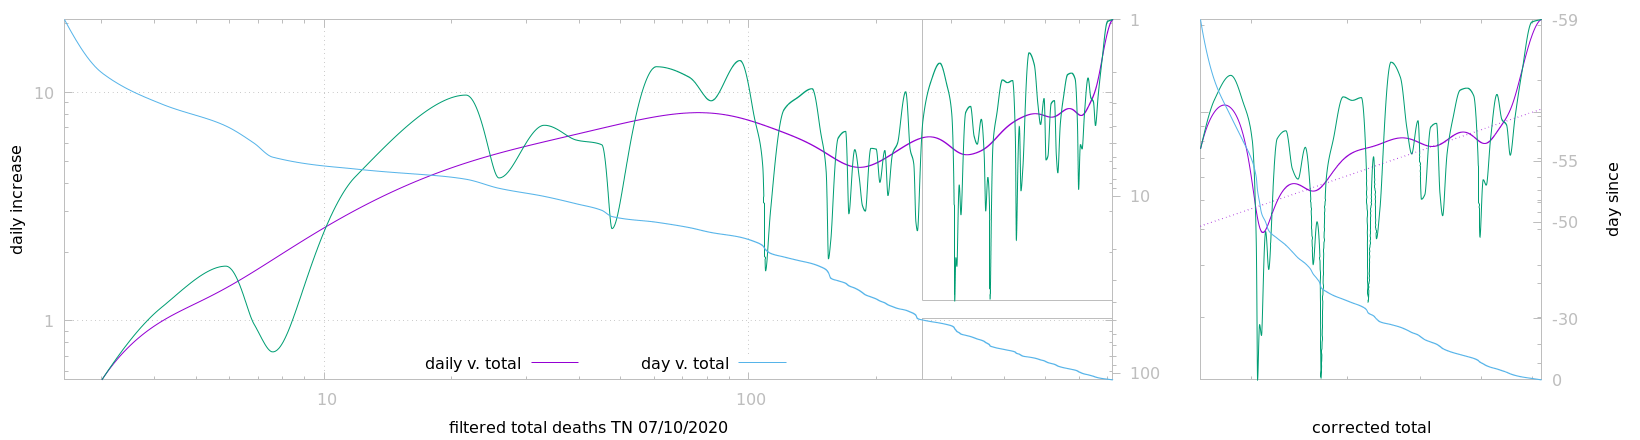 daily increase
10
1
daily v. total
day v. total
10
100
filtered total deaths TN 07/10/2020
1
10
100
-59
-55
-50
-30
0
day since
corrected total